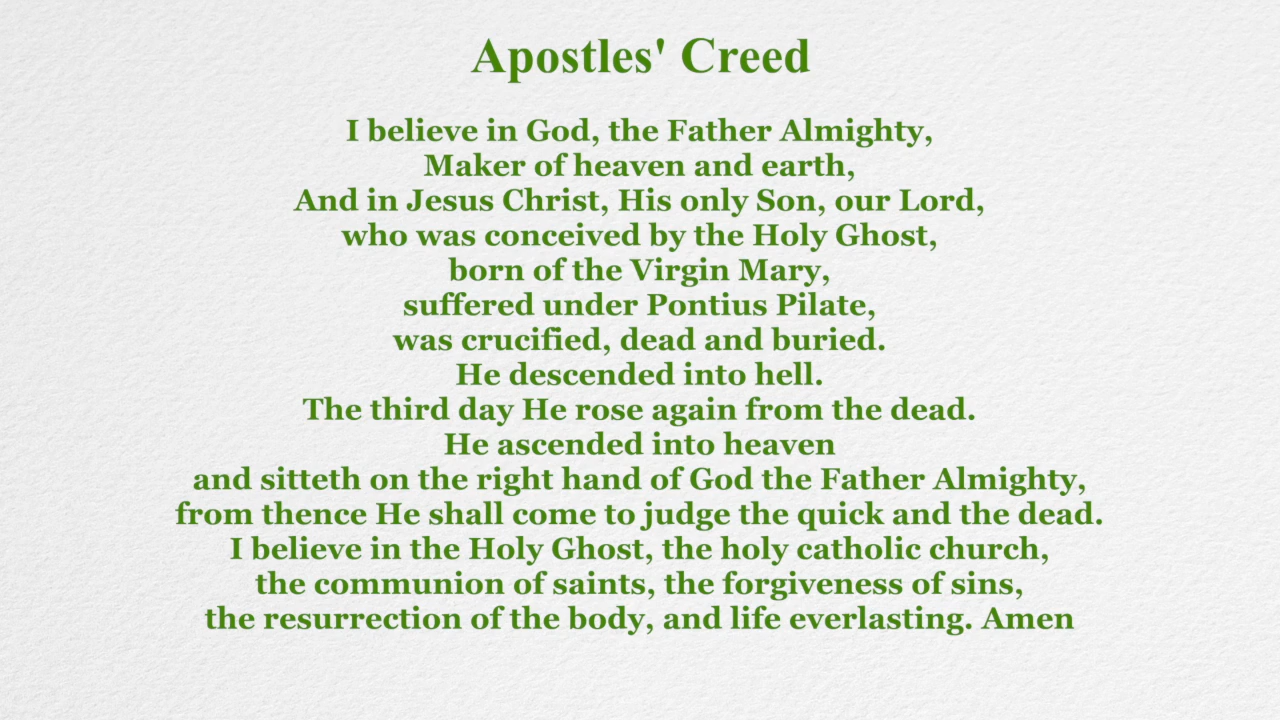 Apostles' Creed
I believe in God, the Father Almighty,
Maker of heaven and earth,
And in Jesus Christ, His only Son, our Lord,
who was conceived by the Holy Ghost,
born of the Virgin Mary,
suffered under Pontius Pilate,
was crucified, dead and buried.
He descended into hell.
The third day He rose again from the dead.
He ascended into heaven
and sitteth on the right hand of God the Father Almighty,
from thence He shall come to judge the quick and the dead.
I believe in the Holy Ghost, the holy catholic church,
the communion of saints, the forgiveness of sins,
the resurrection of the body, and life everlasting. Amen